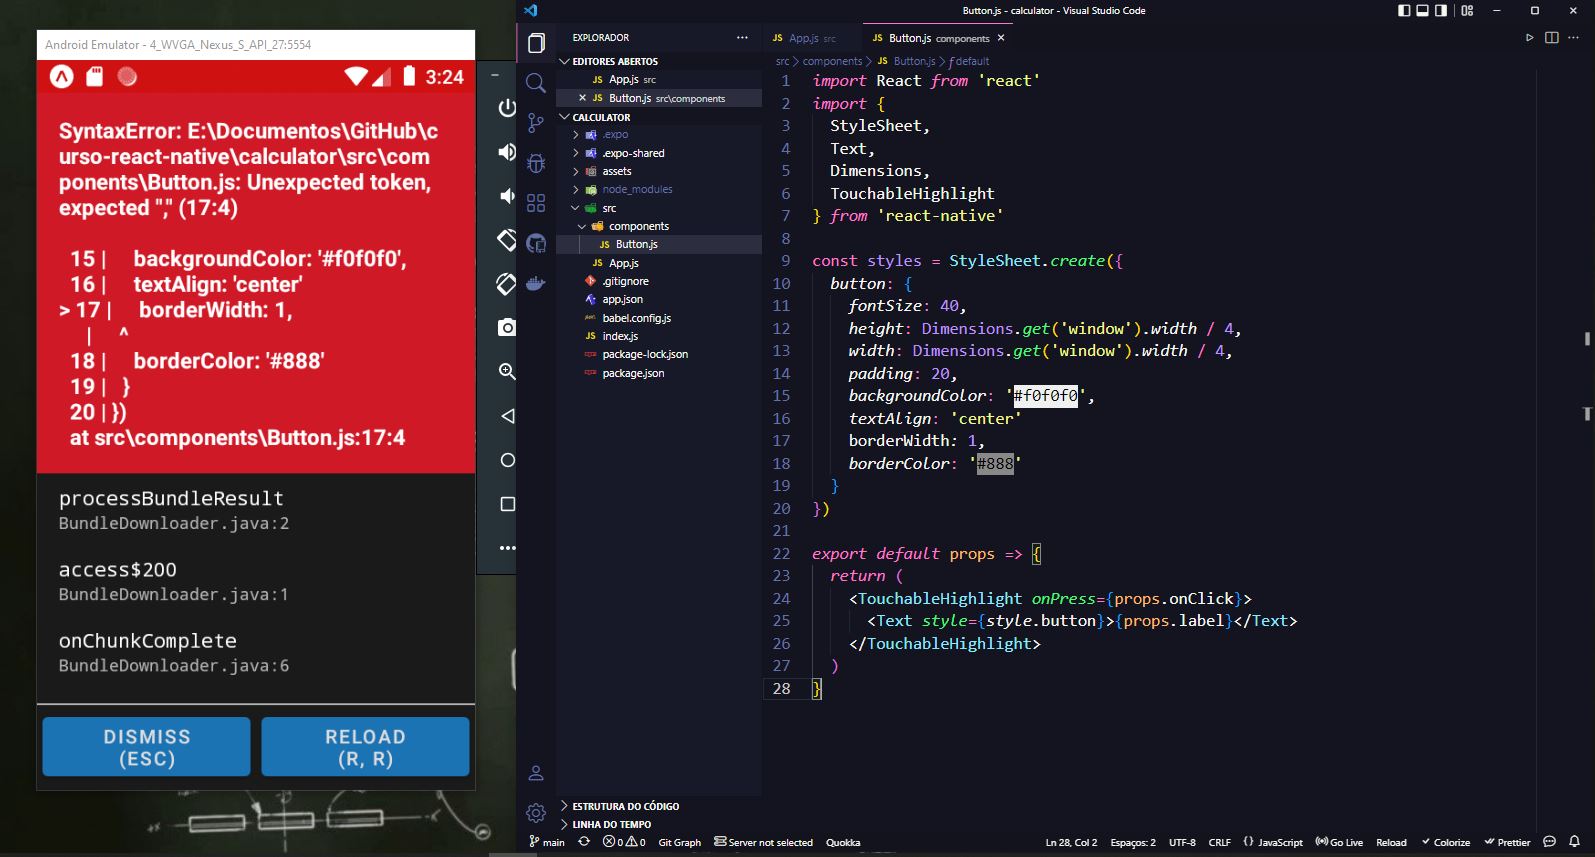 Android Emulator - 4_WVGA_Nexus_S_API_27:5554
3:24
SyntaxError: E:\Documentos\GitHub\c
urso-react-native\calculator\src\com
ponents\Button.js: Unexpected token,
expected "," (17:4)
15 | backgroundColor: '#f0f0f0',
16 | textAlign: 'center'
> 17 | borderWidth: 1,
| ^
18 | borderColor: '#888'
19 | }
20 | })
at src\components\Button.js:17:4
processBundleResult
BundleDownloader.java:2
access$200
BundleDownloader.java:1
onChunkComplete
BundleDownloader.java:6
DISMISS
(ESC)
RELOAD
(R, R)
Button.js - calculator - Visual Studio Code
EXPLORADOR
EDITORES ABERTOS
JS App.js src
JS Button.js src\components
CALCULATOR
.expo
.expo-shared
assets
node_modules
src
components
JS Button.js
JS App.js
.gitignore
app.json
babel.config.js
JS index.js
package-lock.json
package.json
ESTRUTURA DO CÓDIGO
LINHA DO TEMPO
JS App.js src
JS Button.js components
src > components > JS Button.js > default
1 import React from 'react'
2 import {
3 StyleSheet,
4 Text,
5 Dimensions,
6 TouchableHighlight
7 } from 'react-native'
8
9 const styles = StyleSheet.create({
10 button: {
11 fontSize: 40,
12 height: Dimensions.get('window').width / 4,
13 width: Dimensions.get('window').width / 4,
14 padding: 20,
15 backgroundColor: '#f0f0f0',
16 textAlign: 'center'
17 borderWidth: 1,
18 borderColor: '#888'
19 }
20 })
21
22 export default props => {
23 return (
24 <TouchableHighlight onPress={props.onClick}>
25 <Text style={style.button}>{props.label}</Text>
26 </TouchableHighlight>
27 )
28 }
main
0 0
Git Graph
Server not selected
Quokka
Ln 28, Col 2
Espaços: 2
UTF-8
CRLF
{} JavaScript
Go Live
Reload
Colorize
Prettier